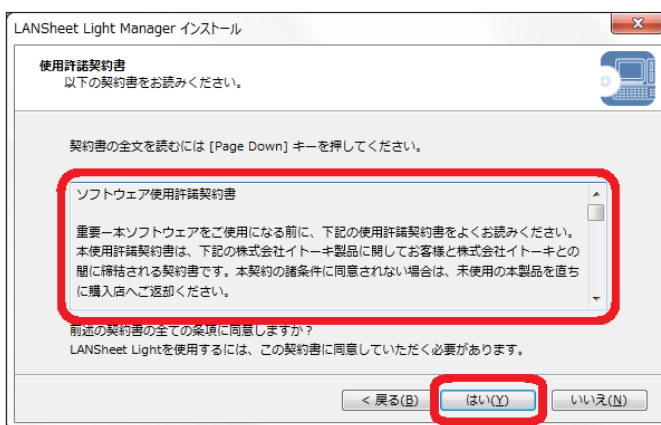 LANSheet Light Manager インストール
使用許諾契約書
以下の契約書をお読みください。
契約書の全文を読むには [Page Down] キーを押してください。
ソフトウェア使用許諾契約書
重要ー本ソフトウェアをご使用になる前に、下記の使用許諾契約書をよくお読みください。
本使用許諾契約書は、下記の株式会社イトーキ製品に関してお客様と株式会社イトーキとの
間に締結される契約書です。本契約の諸条件に同意されない場合は、未使用の本製品を直ち
に購入店へご返却ください。
前述の契約書の全ての条項に同意しますか?
LANSheet Lightを使用するには、この契約書に同意していただく必要があります。
< 戻る(B)
はい(Y)
いいえ(N)